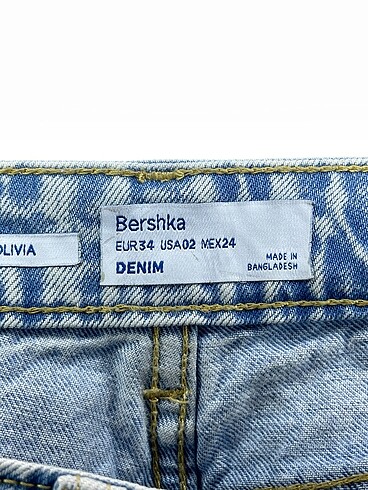 OLIVIA
Bershka
EUR34 USA02 MEX24
DENIM
MADE IN
BANGLADESH